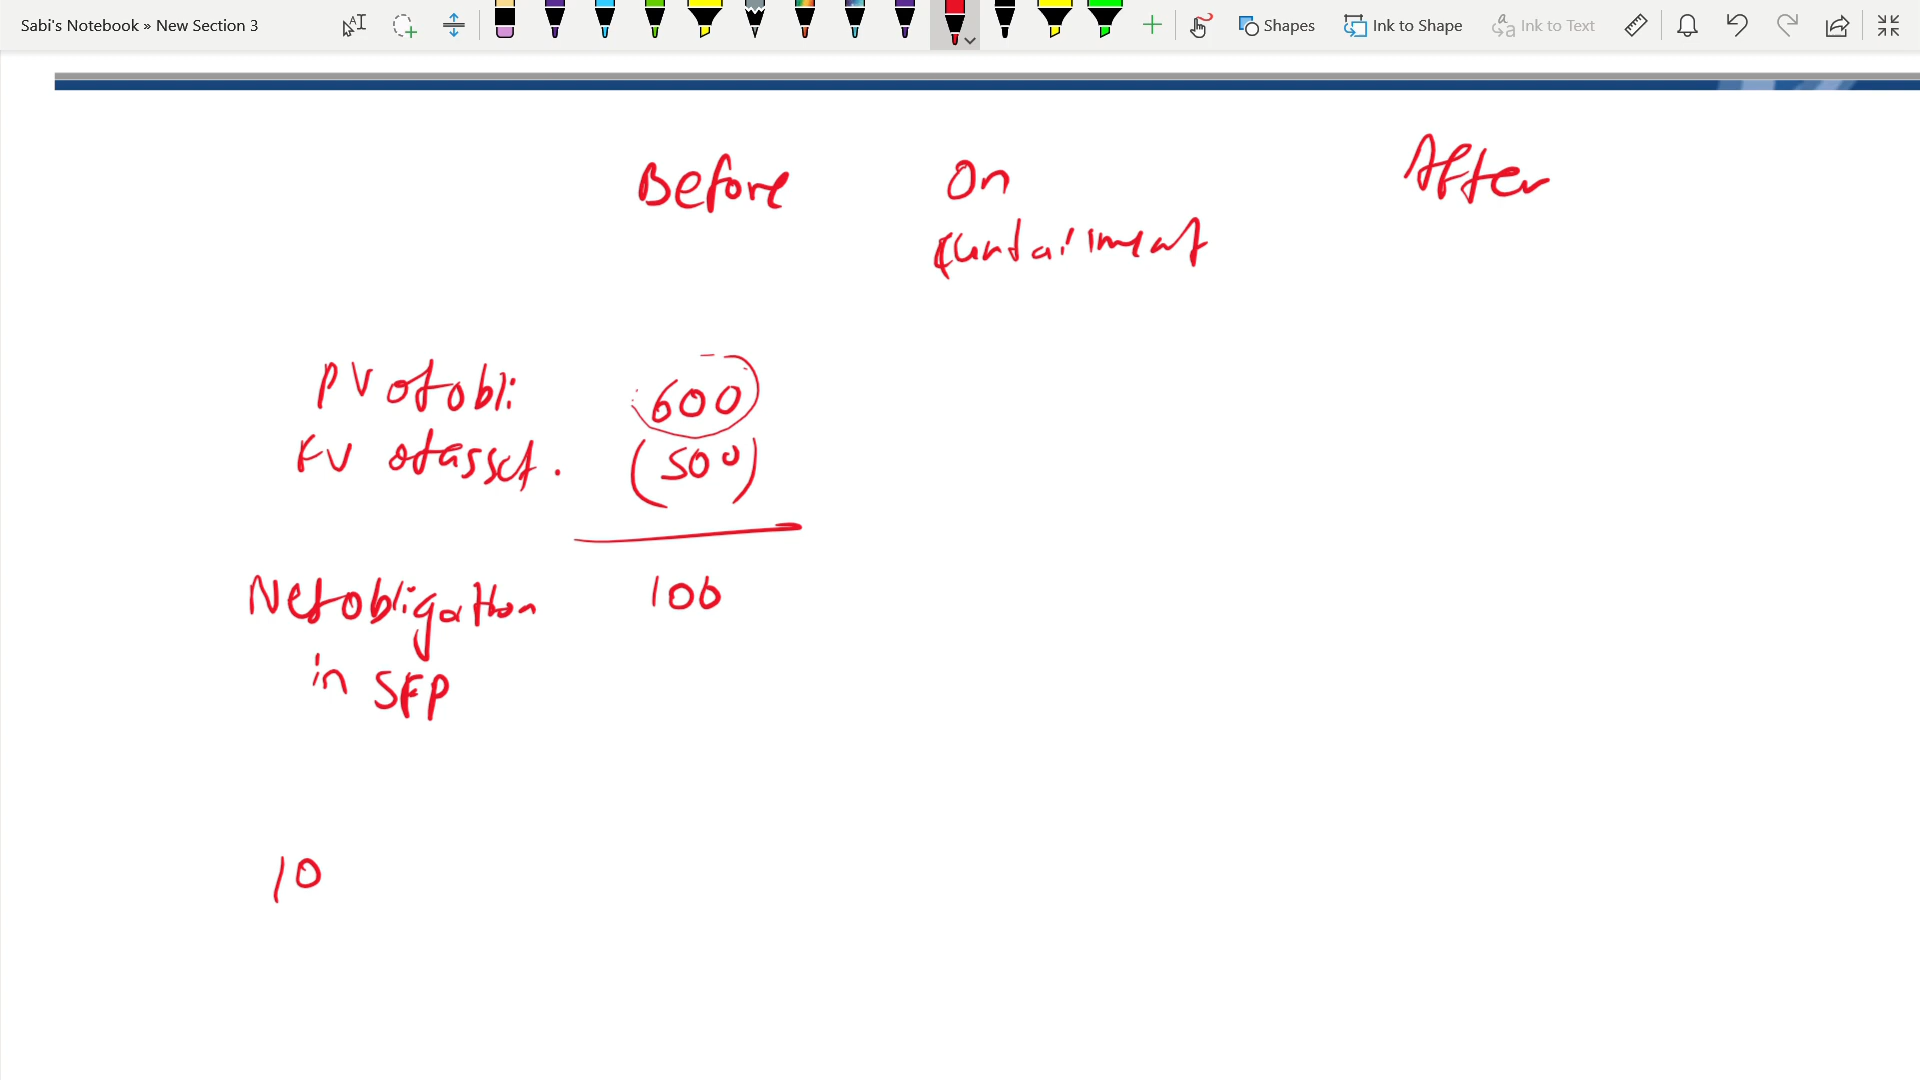 Sabi's Notebook » New Section 3 Shapes Ink to Shape Ink to Text
Before On After
Curtailment
PV of obli. 600
FV of asset. (500)
Net obligation 100
in SFP
10